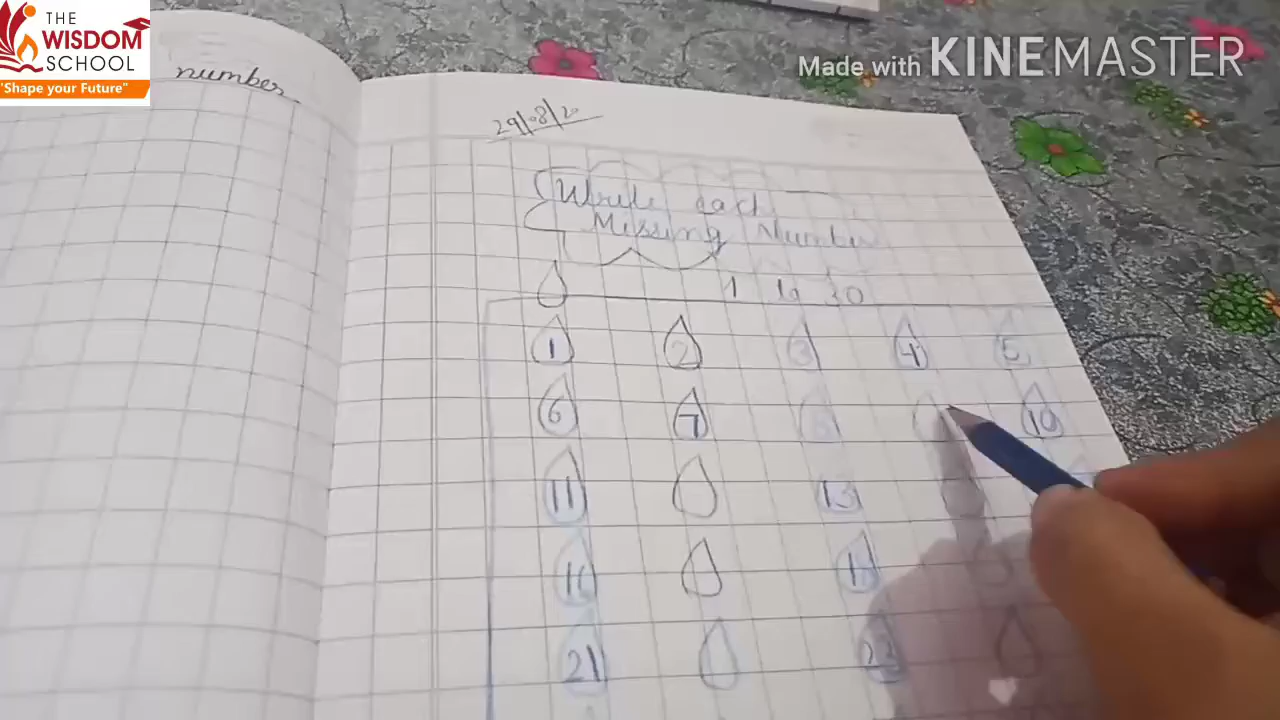 THE
WISDOM
SCHOOL
"Shape your Future"
Made with KINEMASTER
number
29/08/20
Write each
Missing Number
1 to 30
1 2 3 4 5
6 7 8 10
11 13
16 18
21 23